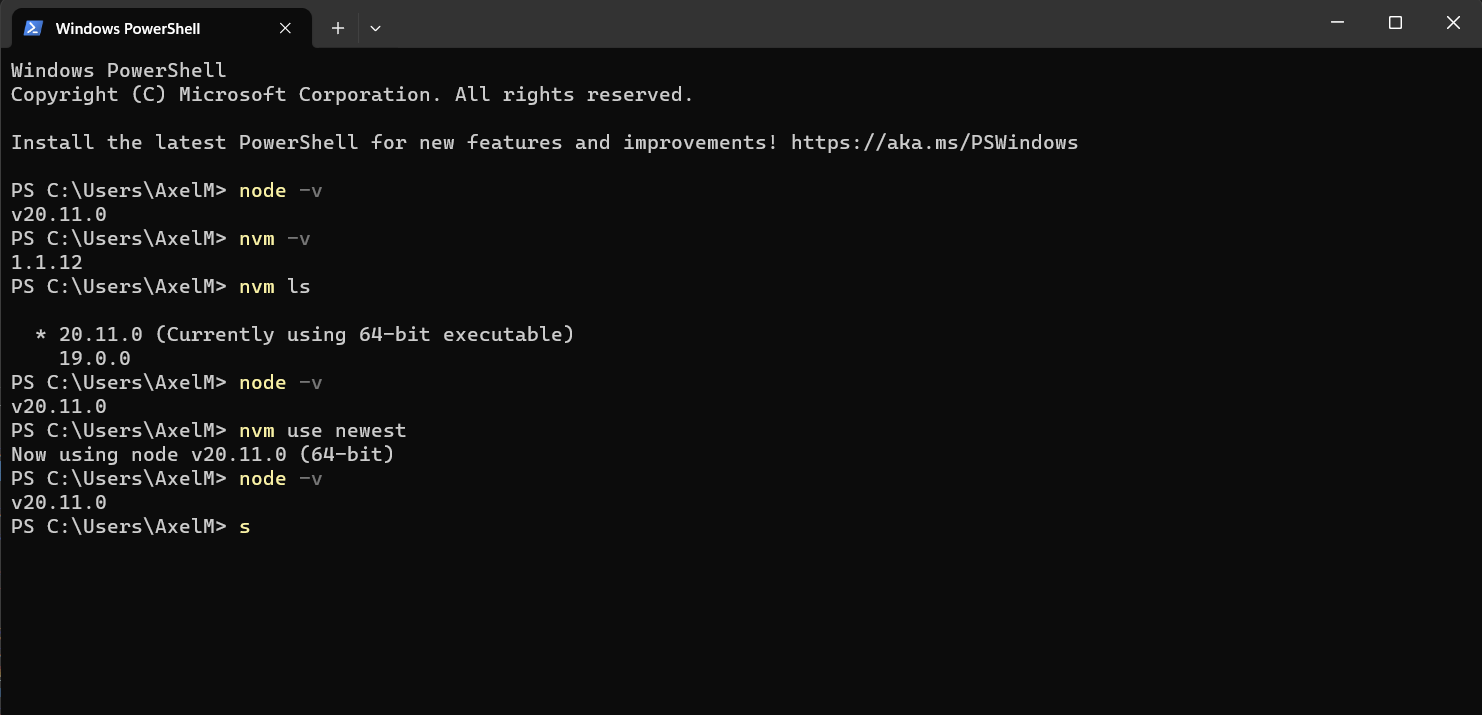 Windows PowerShell
Windows PowerShell
Copyright (C) Microsoft Corporation. All rights reserved.
Install the latest PowerShell for new features and improvements! https://aka.ms/PSWindows
PS C:\Users\AxelM> node -v
v20.11.0
PS C:\Users\AxelM> nvm -v
1.1.12
PS C:\Users\AxelM> nvm ls
* 20.11.0 (Currently using 64-bit executable)
19.0.0
PS C:\Users\AxelM> node -v
v20.11.0
PS C:\Users\AxelM> nvm use newest
Now using node v20.11.0 (64-bit)
PS C:\Users\AxelM> node -v
v20.11.0
PS C:\Users\AxelM> s